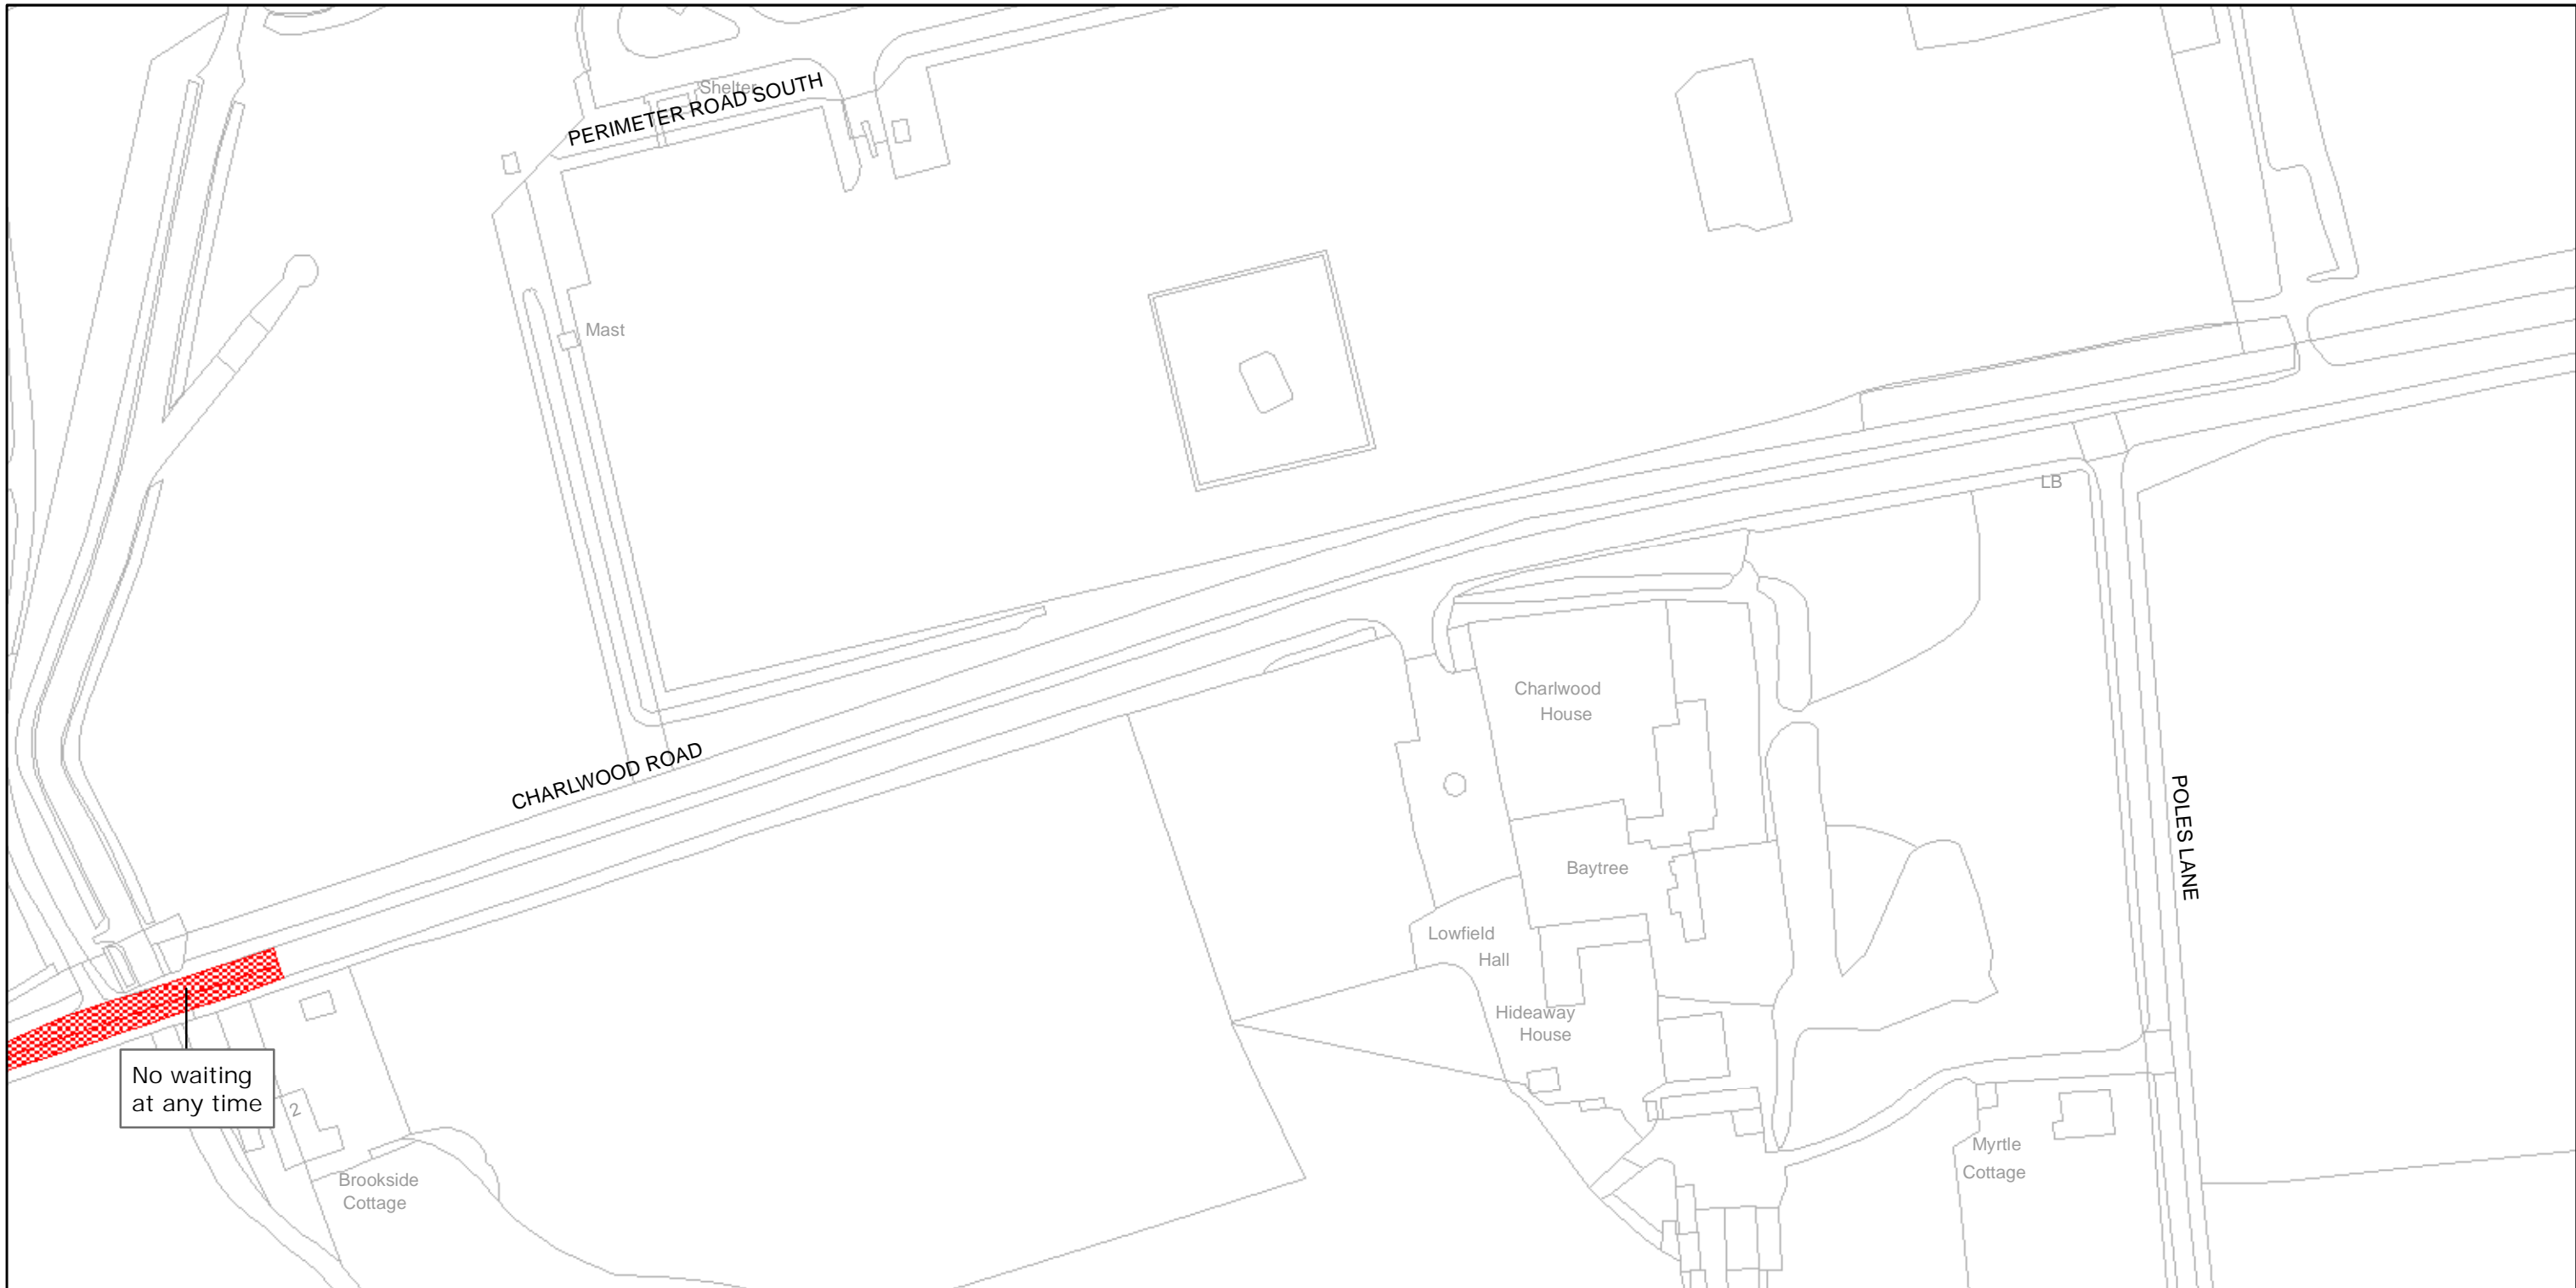 Shelter
PERIMETER ROAD SOUTH
Mast
LB
Charlwood
House
CHARLWOOD ROAD
POLES LANE
Baytree
Lowfield
Hall
Hideaway
House
No waiting
at any time
2
Myrtle
Cottage
Brookside
Cottage